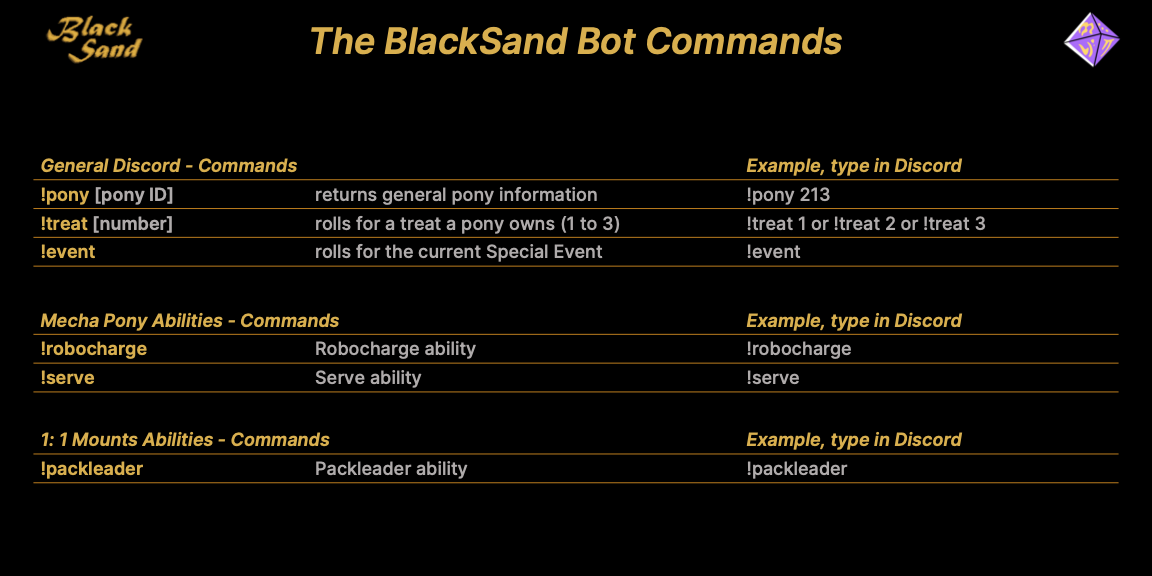 Black
Sand
The BlackSand Bot Commands
General Discord - Commands Example, type in Discord
!pony [pony ID] returns general pony information !pony 213
!treat [number] rolls for a treat a pony owns (1 to 3) !treat 1 or !treat 2 or !treat 3
!event rolls for the current Special Event !event
Mecha Pony Abilities - Commands Example, type in Discord
!robocharge Robocharge ability !robocharge
!serve Serve ability !serve
1: 1 Mounts Abilities - Commands Example, type in Discord
!packleader Packleader ability !packleader